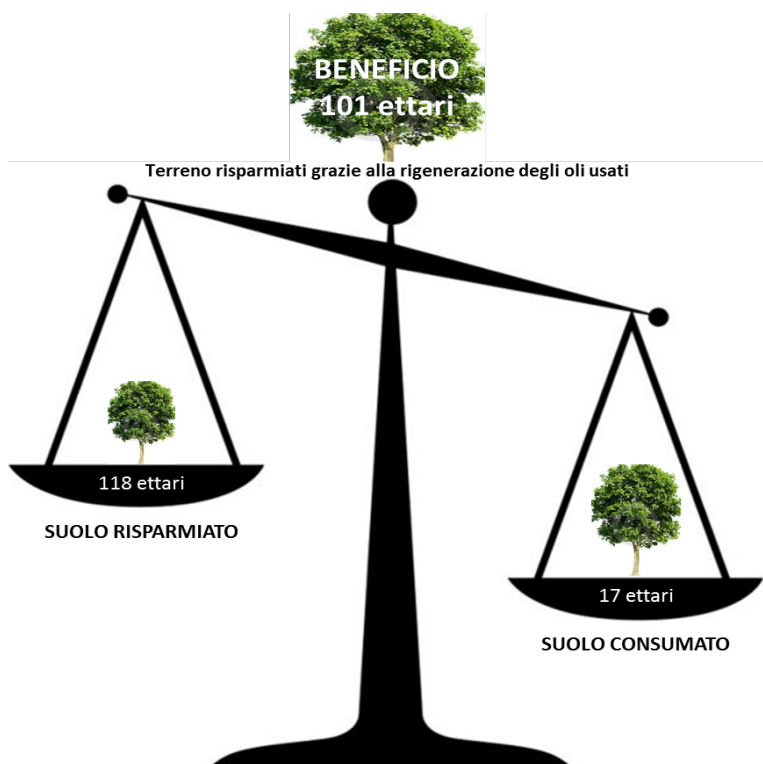 BENEFICIO
101 ettari
Terreno risparmiati grazie alla rigenerazione degli oli usati
118 ettari
SUOLO RISPARMIATO
17 ettari
SUOLO CONSUMATO